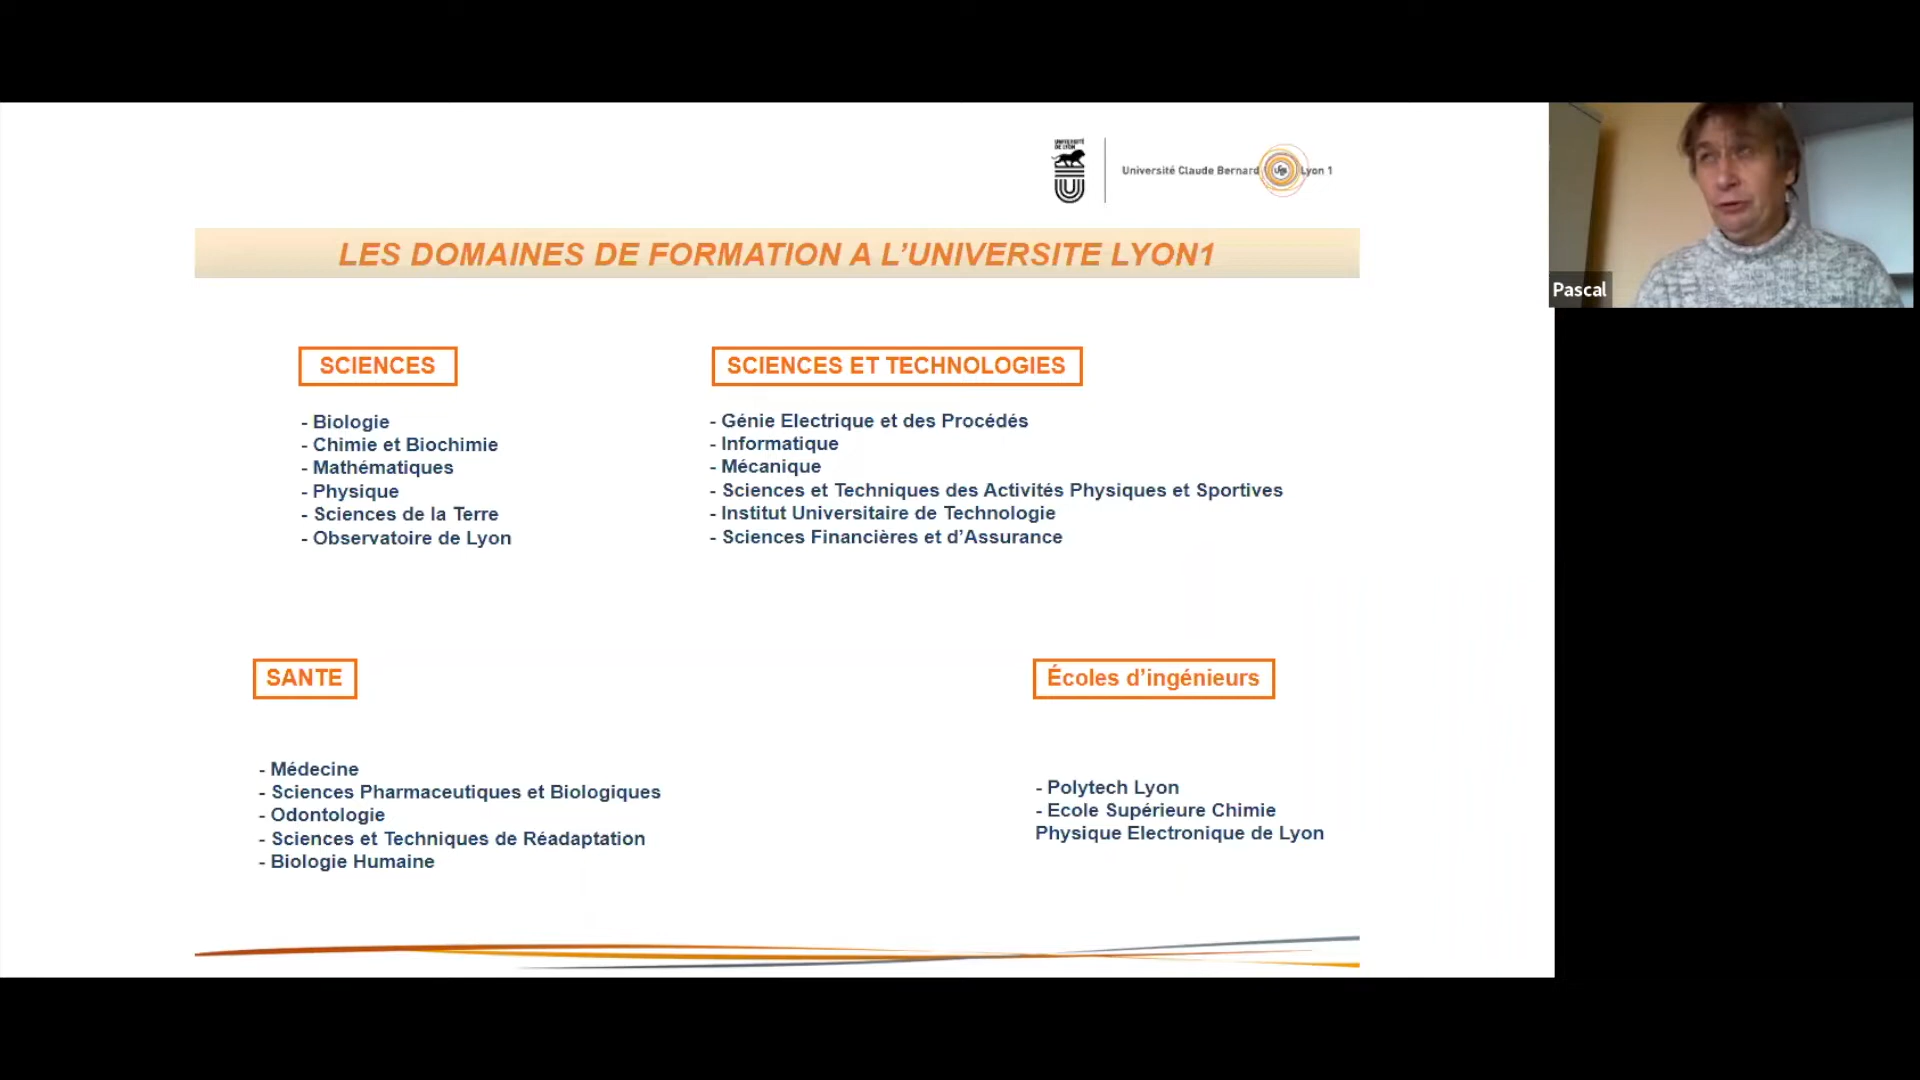 UNIVERSITÉ
DE LYON
Université Claude Bernard Lyon 1
Pascal
LES DOMAINES DE FORMATION A L’UNIVERSITE LYON1
SCIENCES
- Biologie
- Chimie et Biochimie
- Mathématiques
- Physique
- Sciences de la Terre
- Observatoire de Lyon
SCIENCES ET TECHNOLOGIES
- Génie Electrique et des Procédés
- Informatique
- Mécanique
- Sciences et Techniques des Activités Physiques et Sportives
- Institut Universitaire de Technologie
- Sciences Financières et d’Assurance
SANTE
- Médecine
- Sciences Pharmaceutiques et Biologiques
- Odontologie
- Sciences et Techniques de Réadaptation
- Biologie Humaine
Écoles d’ingénieurs
- Polytech Lyon
- Ecole Supérieure Chimie
Physique Electronique de Lyon